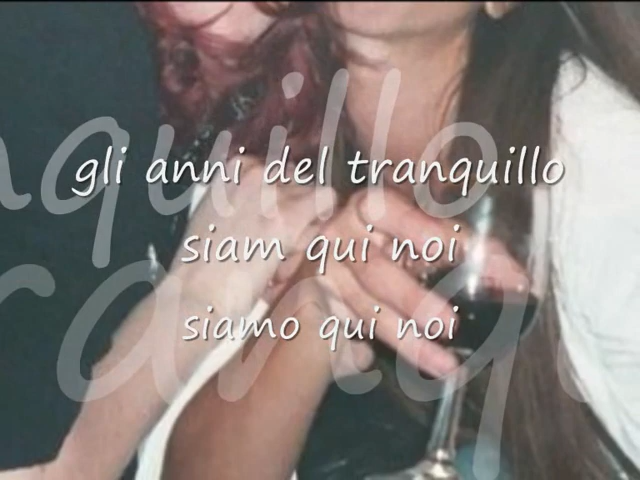 gli anni del tranquillo
siam qui noi
siamo qui noi